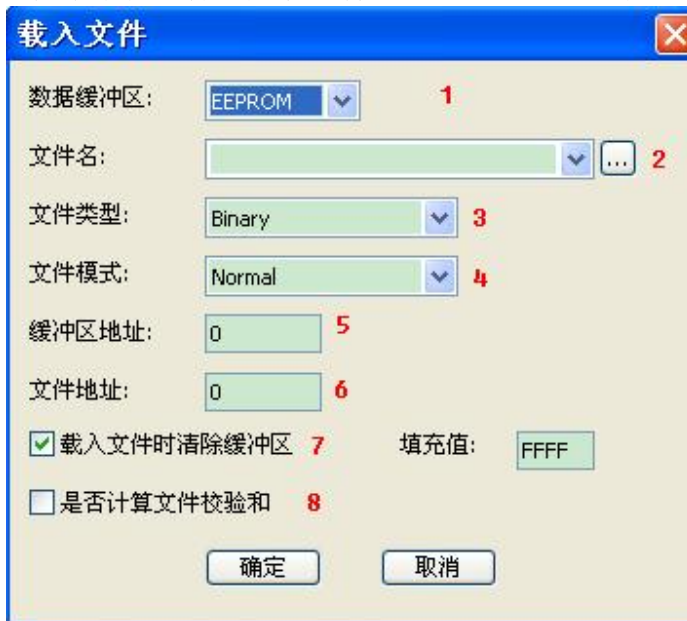 载入文件
数据缓冲区: EEPROM 1
文件名: ... 2
文件类型: Binary 3
文件模式: Normal 4
缓冲区地址: 0 5
文件地址: 0 6
载入文件时清除缓冲区 7 填充值: FFFF
是否计算文件校验和 8
确定 取消